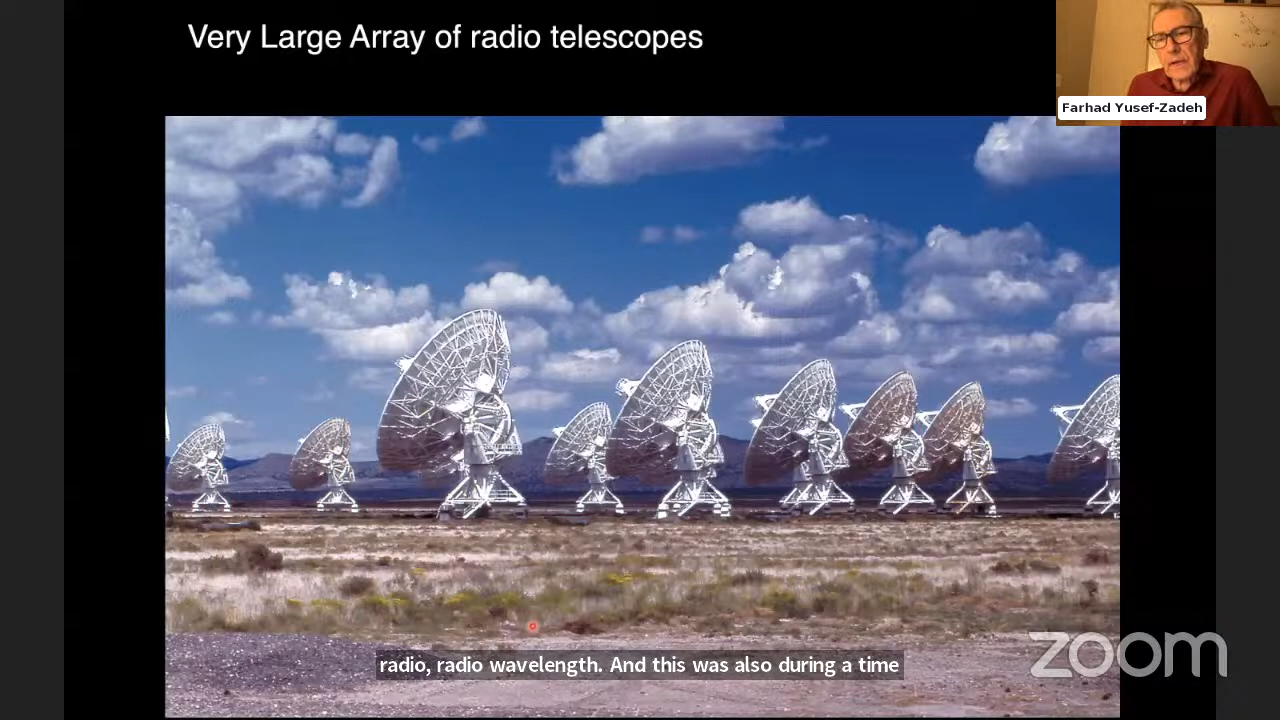 Very Large Array of radio telescopes
Farhad Yusef-Zadeh
radio, radio wavelength. And this was also during a time
zoom